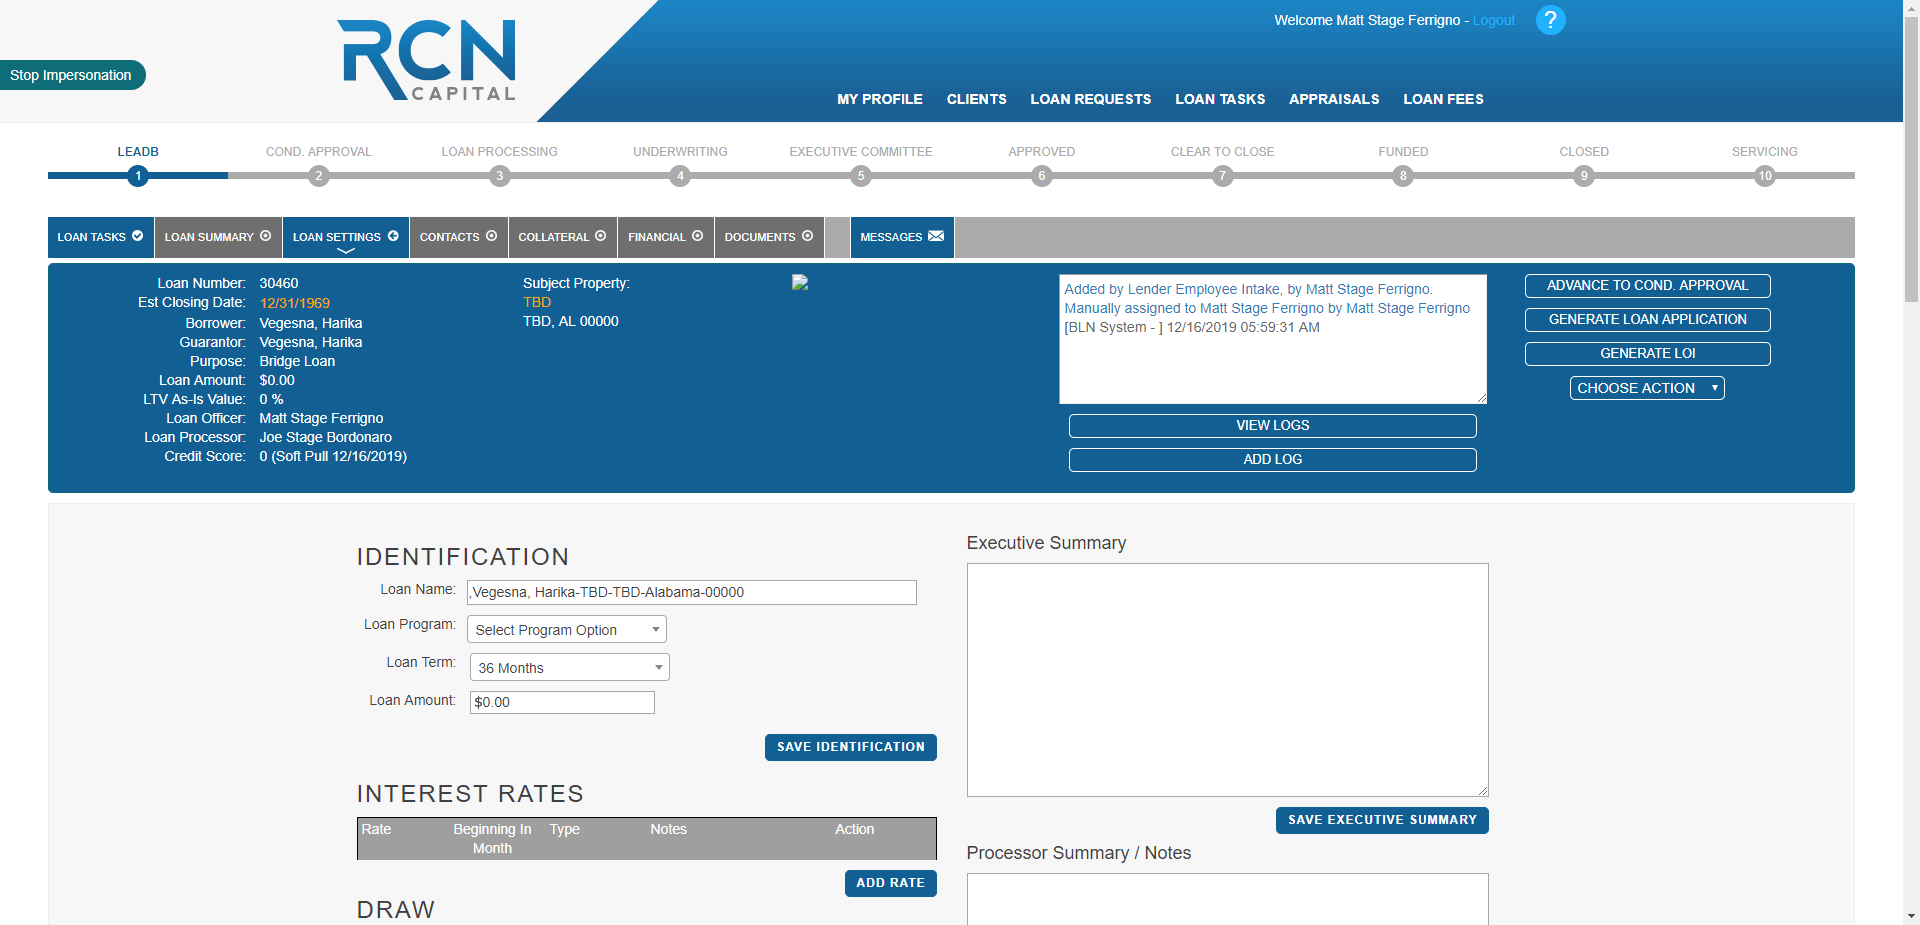 Welcome Matt Stage Ferrigno - Logout
?
RCN
CAPITAL
Stop Impersonation
MY PROFILE CLIENTS LOAN REQUESTS LOAN TASKS APPRAISALS LOAN FEES
LEADB COND. APPROVAL LOAN PROCESSING UNDERWRITING EXECUTIVE COMMITTEE APPROVED CLEAR TO CLOSE FUNDED CLOSED SERVICING
1 2 3 4 5 6 7 8 9 10
LOAN TASKS LOAN SUMMARY LOAN SETTINGS CONTACTS COLLATERAL FINANCIAL DOCUMENTS MESSAGES
Loan Number: 30460
Est Closing Date: 12/31/1969
Borrower: Vegesna, Harika
Guarantor: Vegesna, Harika
Purpose: Bridge Loan
Loan Amount: $0.00
LTV As-Is Value: 0 %
Loan Officer: Matt Stage Ferrigno
Loan Processor: Joe Stage Bordonaro
Credit Score: 0 (Soft Pull 12/16/2019)
Subject Property:
TBD
TBD, AL 00000
Added by Lender Employee Intake, by Matt Stage Ferrigno.
Manually assigned to Matt Stage Ferrigno by Matt Stage Ferrigno
[BLN System - ] 12/16/2019 05:59:31 AM
VIEW LOGS
ADD LOG
ADVANCE TO COND. APPROVAL
GENERATE LOAN APPLICATION
GENERATE LOI
CHOOSE ACTION
IDENTIFICATION
Loan Name: ,Vegesna, Harika-TBD-TBD-Alabama-00000
Loan Program: Select Program Option
Loan Term: 36 Months
Loan Amount: $0.00
SAVE IDENTIFICATION
INTEREST RATES
Rate Beginning In Month Type Notes Action
ADD RATE
DRAW
Executive Summary
SAVE EXECUTIVE SUMMARY
Processor Summary / Notes